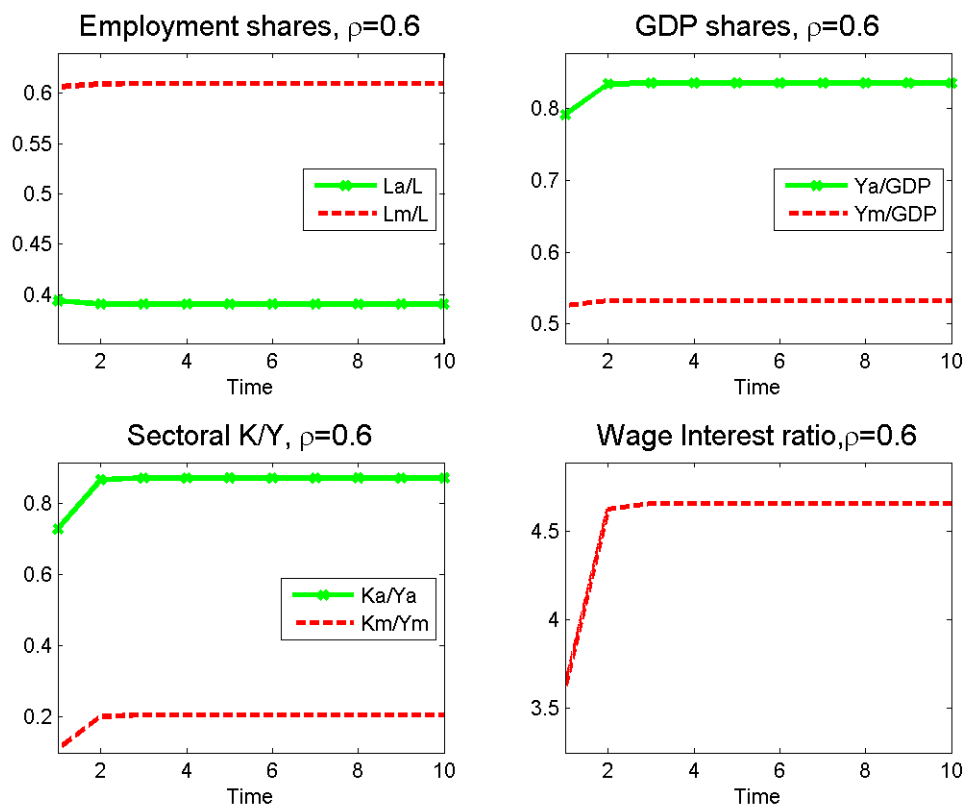 Employment shares, ρ=0.6
0.6
0.55
0.5
0.45
0.4
La/L
Lm/L
2 4 6 8 10
Time
GDP shares, ρ=0.6
0.8
0.7
0.6
0.5
Ya/GDP
Ym/GDP
2 4 6 8 10
Time
Sectoral K/Y, ρ=0.6
0.8
0.6
0.4
0.2
Ka/Ya
Km/Ym
2 4 6 8 10
Time
Wage Interest ratio,ρ=0.6
4.5
4
3.5
2 4 6 8 10
Time